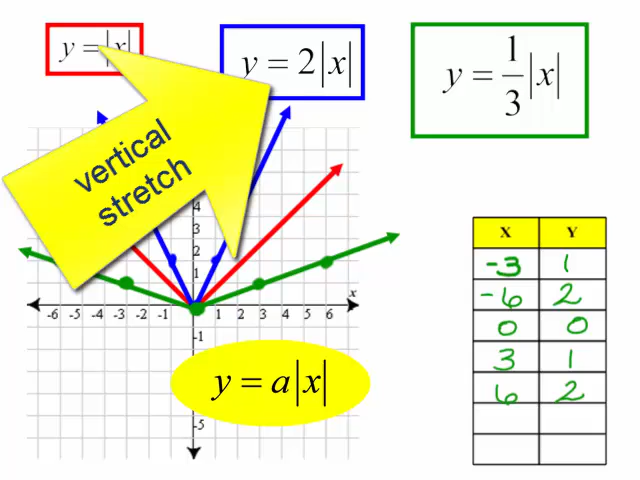 y = |x|
y = 2|x|
y = 1/3 |x|
vertical
stretch
4
3
2
1
x
-6 -5 -4 -3 -2 -1 1 2 3 4 5 6
-1
-5
y = a|x|
X Y
-3 1
-6 2
0 0
3 1
6 2